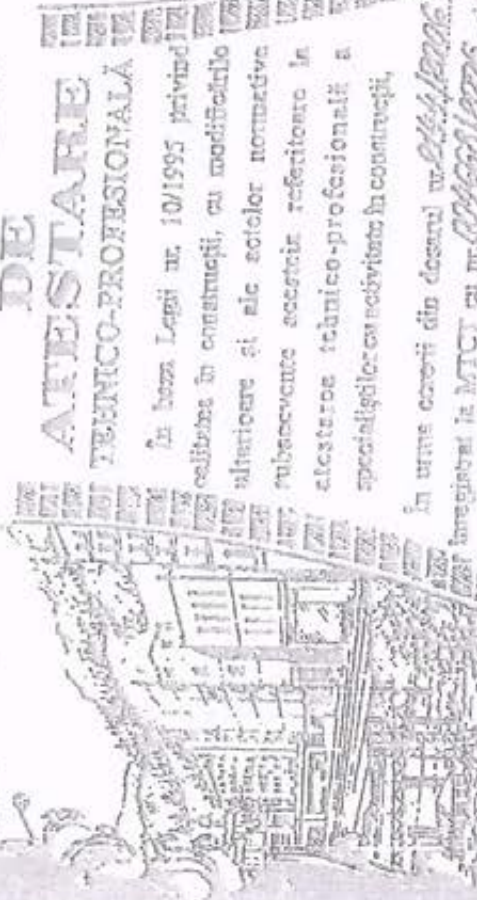 DE
ATESTARE
TEHNICO-PROFESIONALĂ
În baza Legii nr. 10/1995 privind
calitatea în construcții, cu modificările
ulterioare și ale actelor normative
subsecvente acesteia referitoare la
atestarea tehnico-profesională a
specialiștilor cu activitate în construcții,
În urma cererii din dosarul nr.
înregistrat la MTCT cu nr.